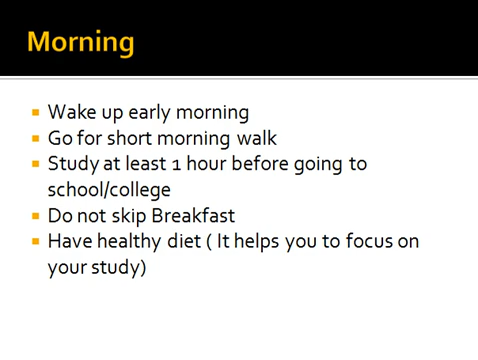 Morning
Wake up early morning
Go for short morning walk
Study at least 1 hour before going to
school/college
Do not skip Breakfast
Have healthy diet ( It helps you to focus on
your study)